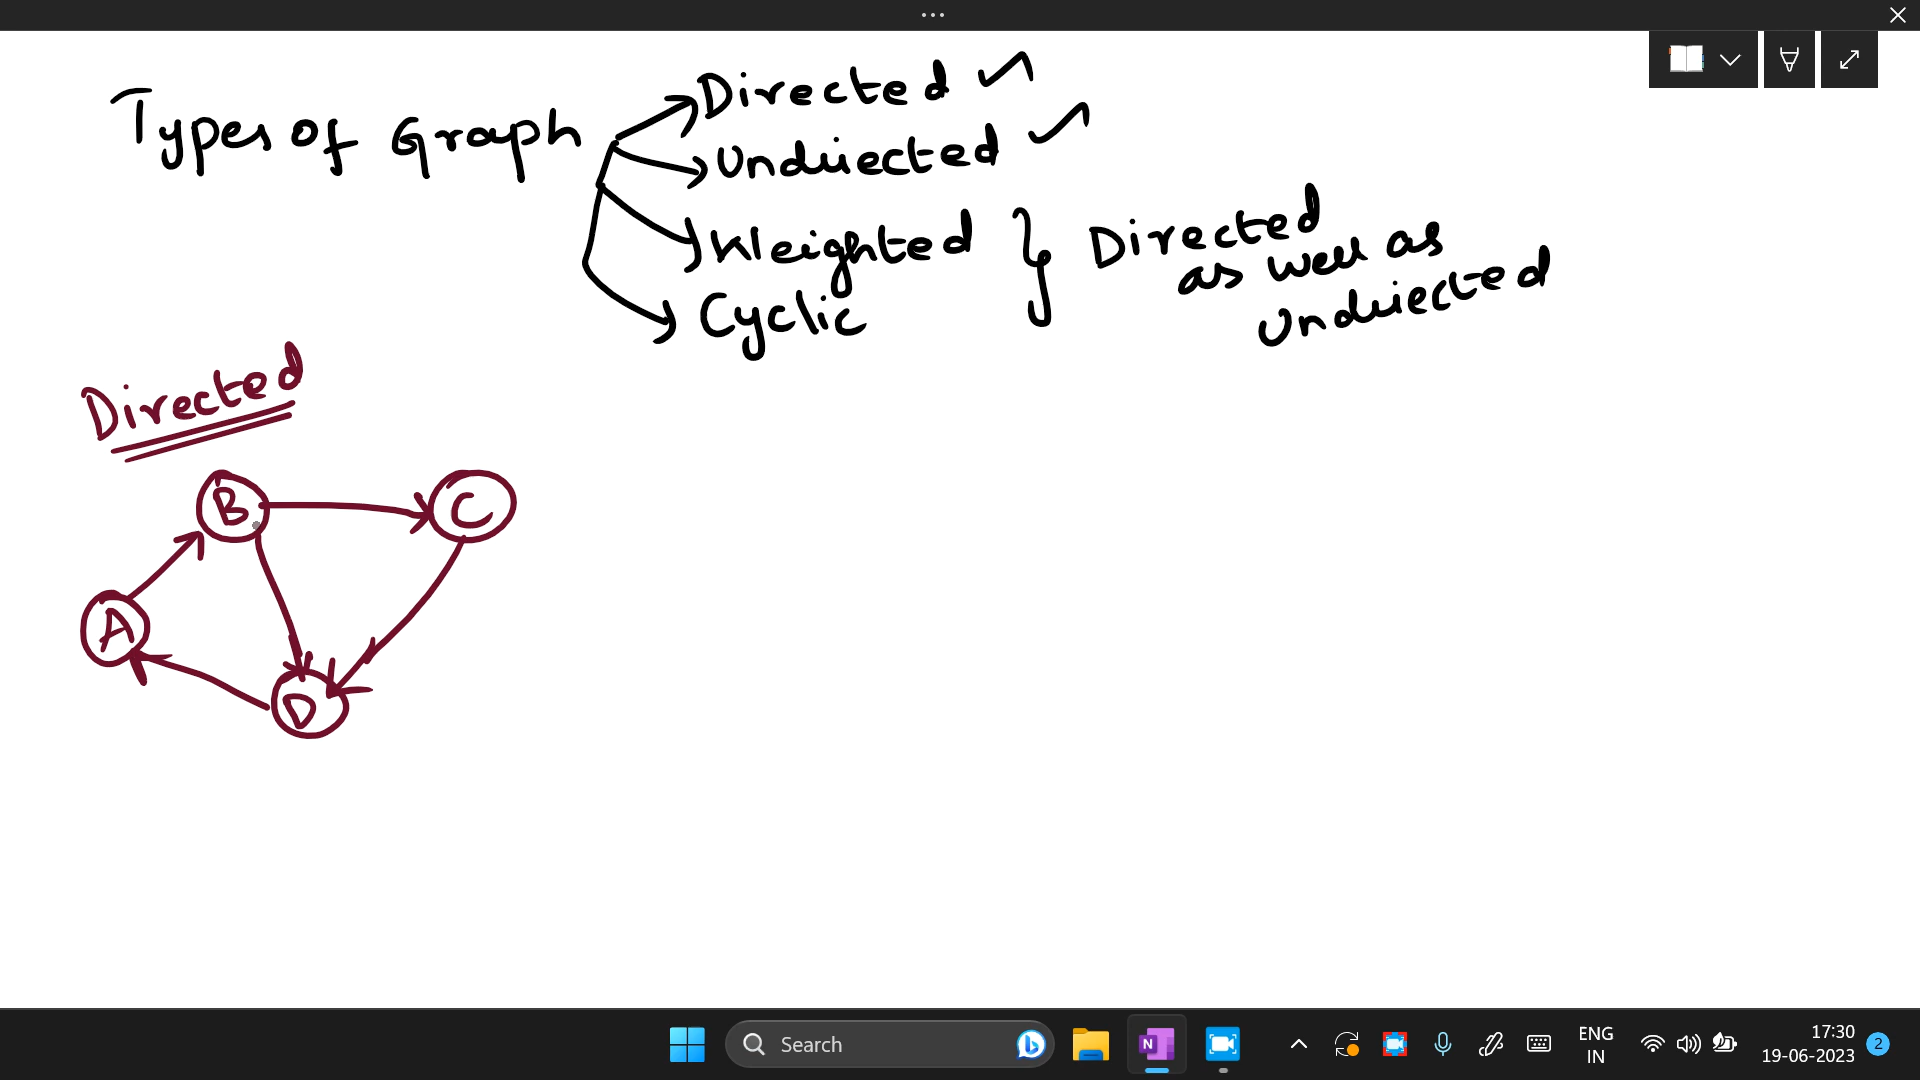 Types of Graph
Directed
Undirected
Weighted
Cyclic
Directed
as well as
undirected
Directed
B
C
A
D
Search
ENG
IN
17:30
19-06-2023
2